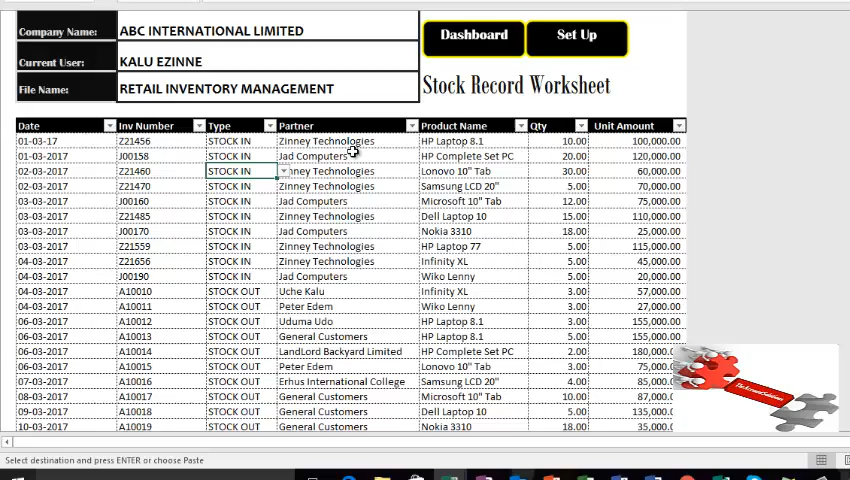 Company Name: ABC INTERNATIONAL LIMITED
Dashboard Set Up
Current User: KALU EZINNE
File Name: RETAIL INVENTORY MANAGEMENT
Stock Record Worksheet
Date Inv Number Type Partner Product Name Qty Unit Amount
01-03-17 Z21456 STOCK IN Zinney Technologies HP Laptop 8.1 10.00 100,000.00
01-03-2017 J00158 STOCK IN Jad Computers HP Complete Set PC 20.00 120,000.00
02-03-2017 Z21460 STOCK IN nney Technologies Lonovo 10" Tab 30.00 60,000.00
02-03-2017 Z21470 STOCK IN Zinney Technologies Samsung LCD 20" 5.00 70,000.00
03-03-2017 J00160 STOCK IN Jad Computers Microsoft 10" Tab 12.00 75,000.00
03-03-2017 Z21485 STOCK IN Zinney Technologies Dell Laptop 10 15.00 110,000.00
03-03-2017 J00170 STOCK IN Jad Computers Nokia 3310 18.00 25,000.00
03-03-2017 Z21559 STOCK IN Zinney Technologies HP Laptop 77 5.00 115,000.00
04-03-2017 Z21656 STOCK IN Zinney Technologies Infinity XL 5.00 45,000.00
04-03-2017 J00190 STOCK IN Jad Computers Wiko Lenny 5.00 20,000.00
04-03-2017 A10010 STOCK OUT Uche Kalu Infinity XL 3.00 57,000.00
04-03-2017 A10011 STOCK OUT Peter Edem Wiko Lenny 3.00 27,000.00
06-03-2017 A10012 STOCK OUT Uduma Udo HP Laptop 8.1 3.00 155,000.00
06-03-2017 A10013 STOCK OUT General Customers HP Laptop 8.1 5.00 155,000.00
06-03-2017 A10014 STOCK OUT LandLord Backyard Limited HP Complete Set PC 2.00 180,000.0
06-03-2017 A10015 STOCK OUT Peter Edem Lonovo 10" Tab 3.00 75,000.0
07-03-2017 A10016 STOCK OUT Erhus International College Samsung LCD 20" 4.00 85,000.0
08-03-2017 A10017 STOCK OUT General Customers Microsoft 10" Tab 10.00 87,000.0
09-03-2017 A10018 STOCK OUT General Customers Dell Laptop 10 5.00 135,000.0
10-03-2017 A10019 STOCK OUT General Customers Nokia 3310 18.00 35,000.0
Select destination and press ENTER or choose Paste